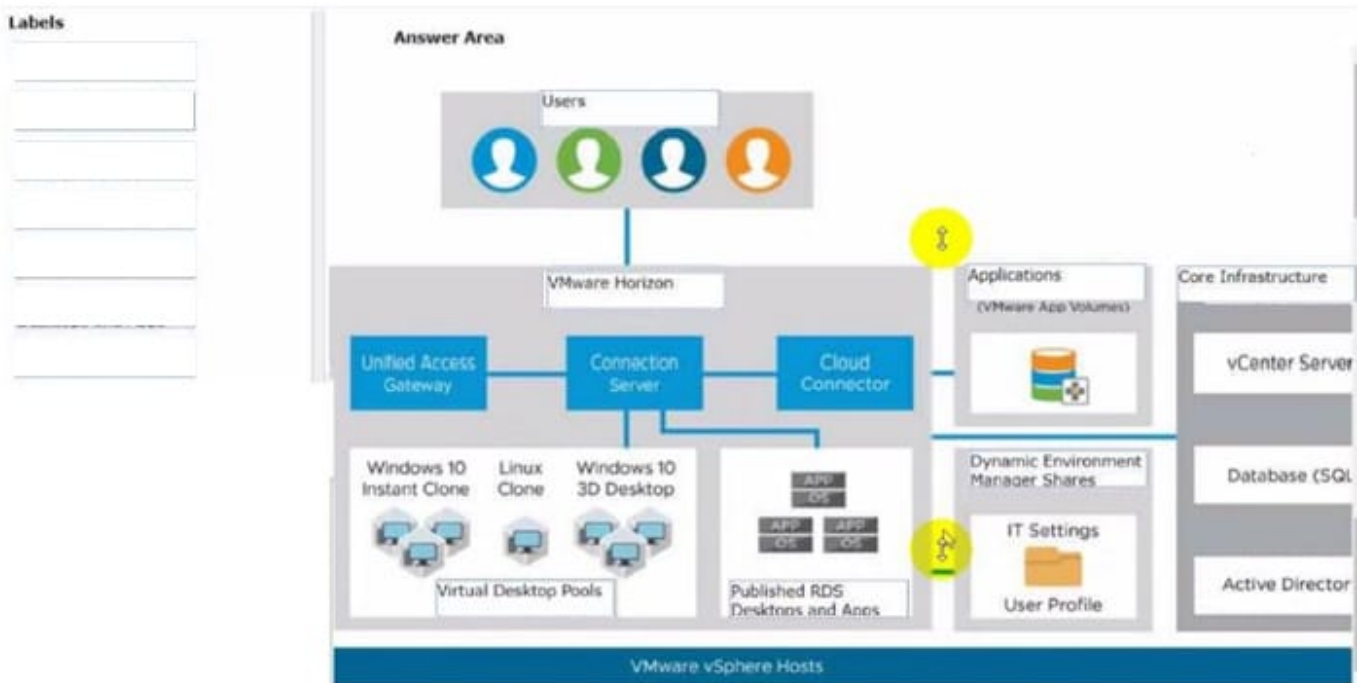 Labels
Answer Area
Users
VMware Horizon
Applications
(VMware App Volumes)
Core Infrastructure
Unified Access
Gateway
Connection
Server
Cloud
Connector
vCenter Server
Windows 10
Instant Clone
Linux
Clone
Windows 10
3D Desktop
APP
OS
APP
OS
APP
OS
Virtual Desktop Pools
Published RDS
Desktops and Apps
Dynamic Environment
Manager Shares
IT Settings
User Profile
Database (SQL
Active Director
VMware vSphere Hosts